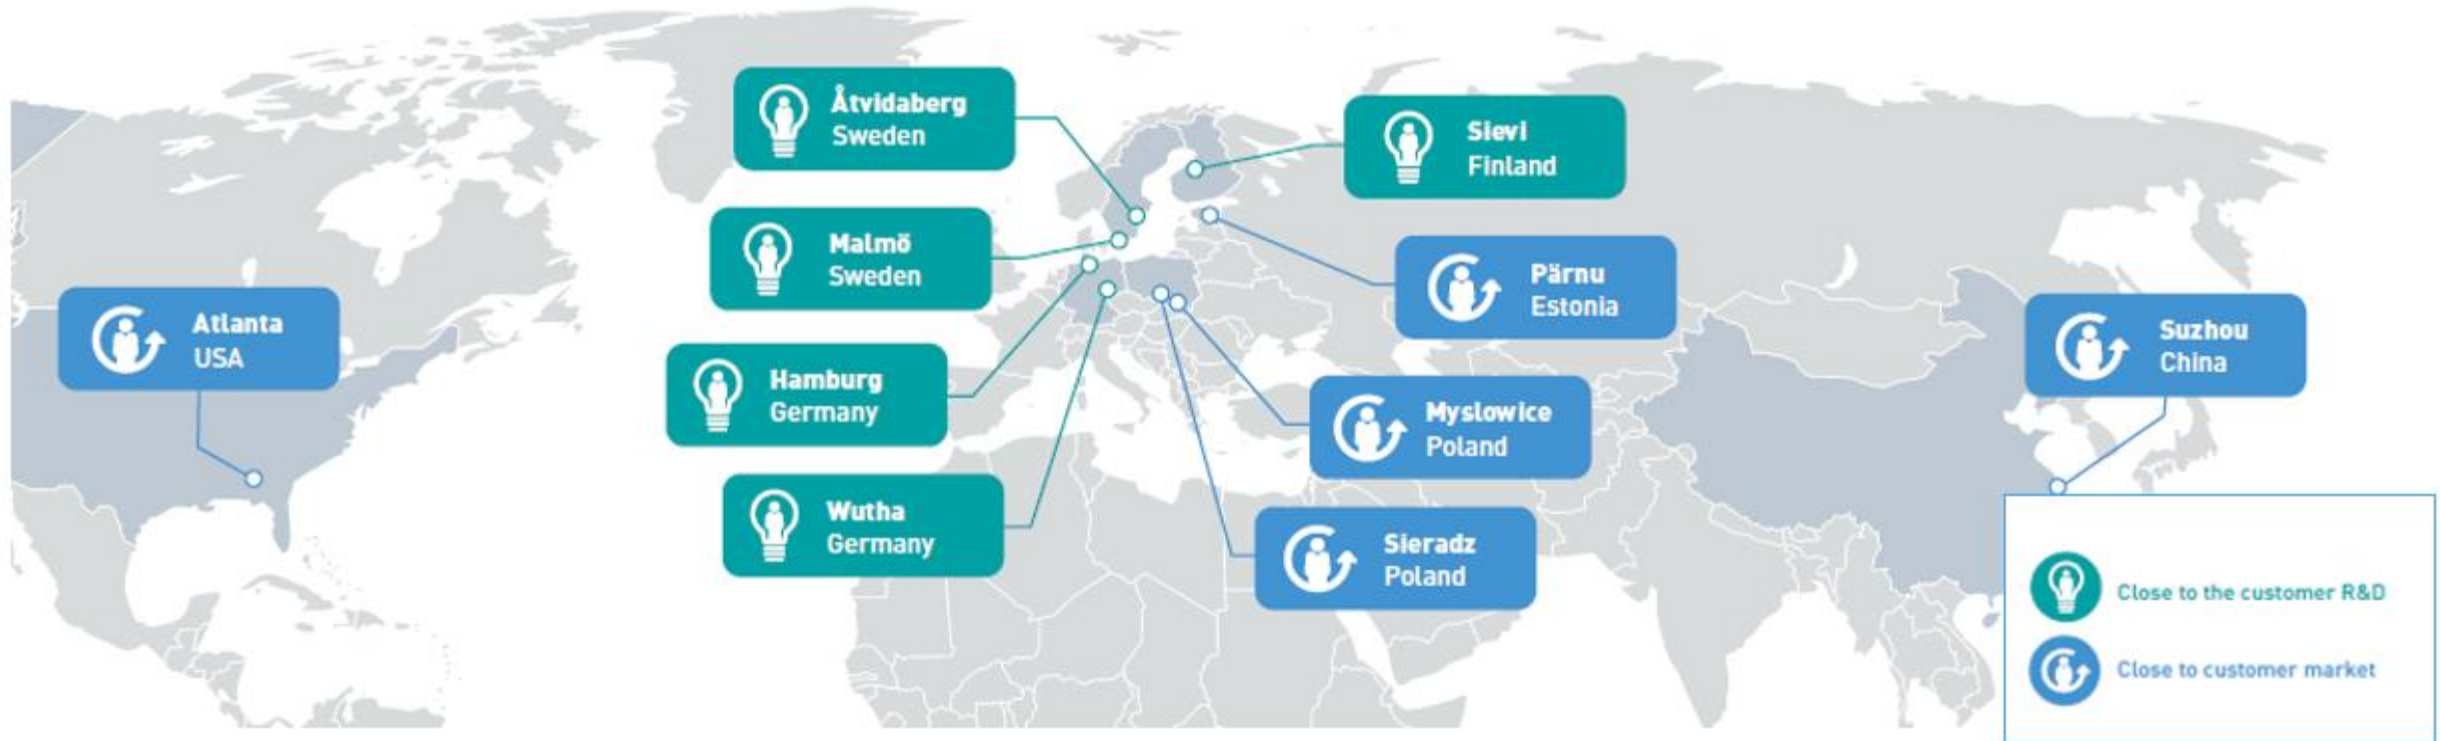 Åtvidaberg
Sweden
Sievi
Finland
Malmö
Sweden
Pärnu
Estonia
Atlanta
USA
Suzhou
China
Hamburg
Germany
Myslowice
Poland
Wutha
Germany
Sieradz
Poland
Close to the customer R&D
Close to customer market